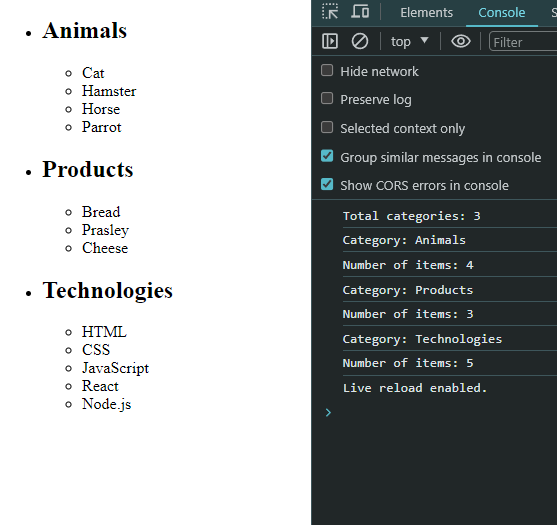 Animals
Cat
Hamster
Horse
Parrot
Products
Bread
Prasley
Cheese
Technologies
HTML
CSS
JavaScript
React
Node.js
Elements Console S
top Filter
Hide network
Preserve log
Selected context only
Group similar messages in console
Show CORS errors in console
Total categories: 3
Category: Animals
Number of items: 4
Category: Products
Number of items: 3
Category: Technologies
Number of items: 5
Live reload enabled.